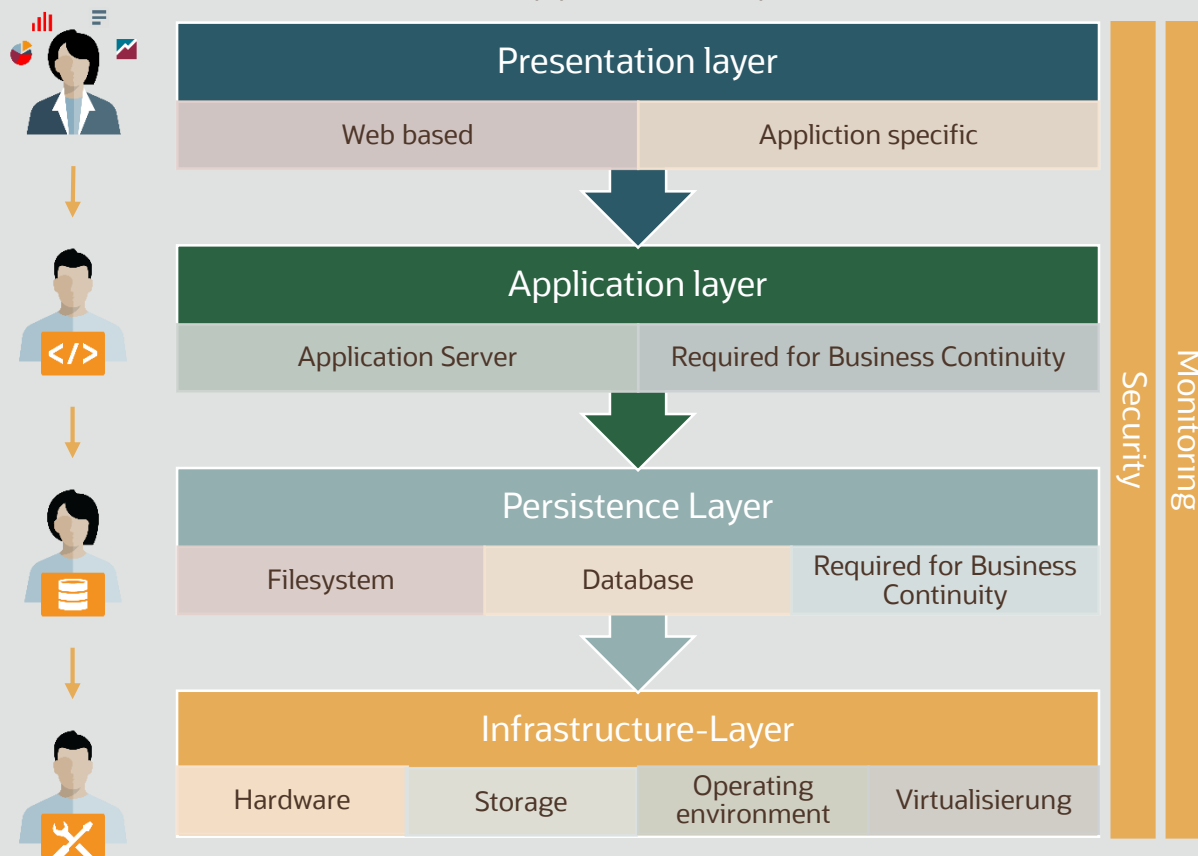 Presentation layer
Web based
Appliction specific
Application layer
</>
Application Server
Required for Business Continuity
Persistence Layer
Filesystem
Database
Required for Business
Continuity
Infrastructure-Layer
Hardware
Storage
Operating
environment
Virtualisierung
Security
Monitoring